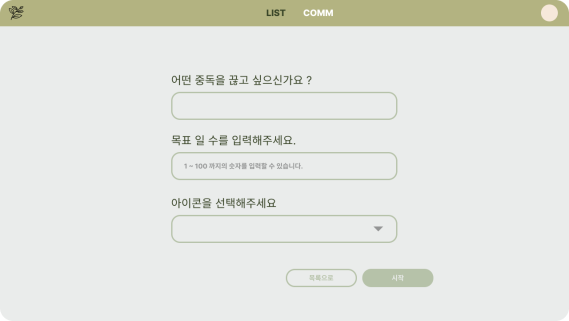 LIST COMM
어떤 중독을 끊고 싶으신가요 ?
목표 일 수를 입력해주세요.
1 ~ 100 까지의 숫자를 입력할 수 있습니다.
아이콘을 선택해주세요
목록으로 시작